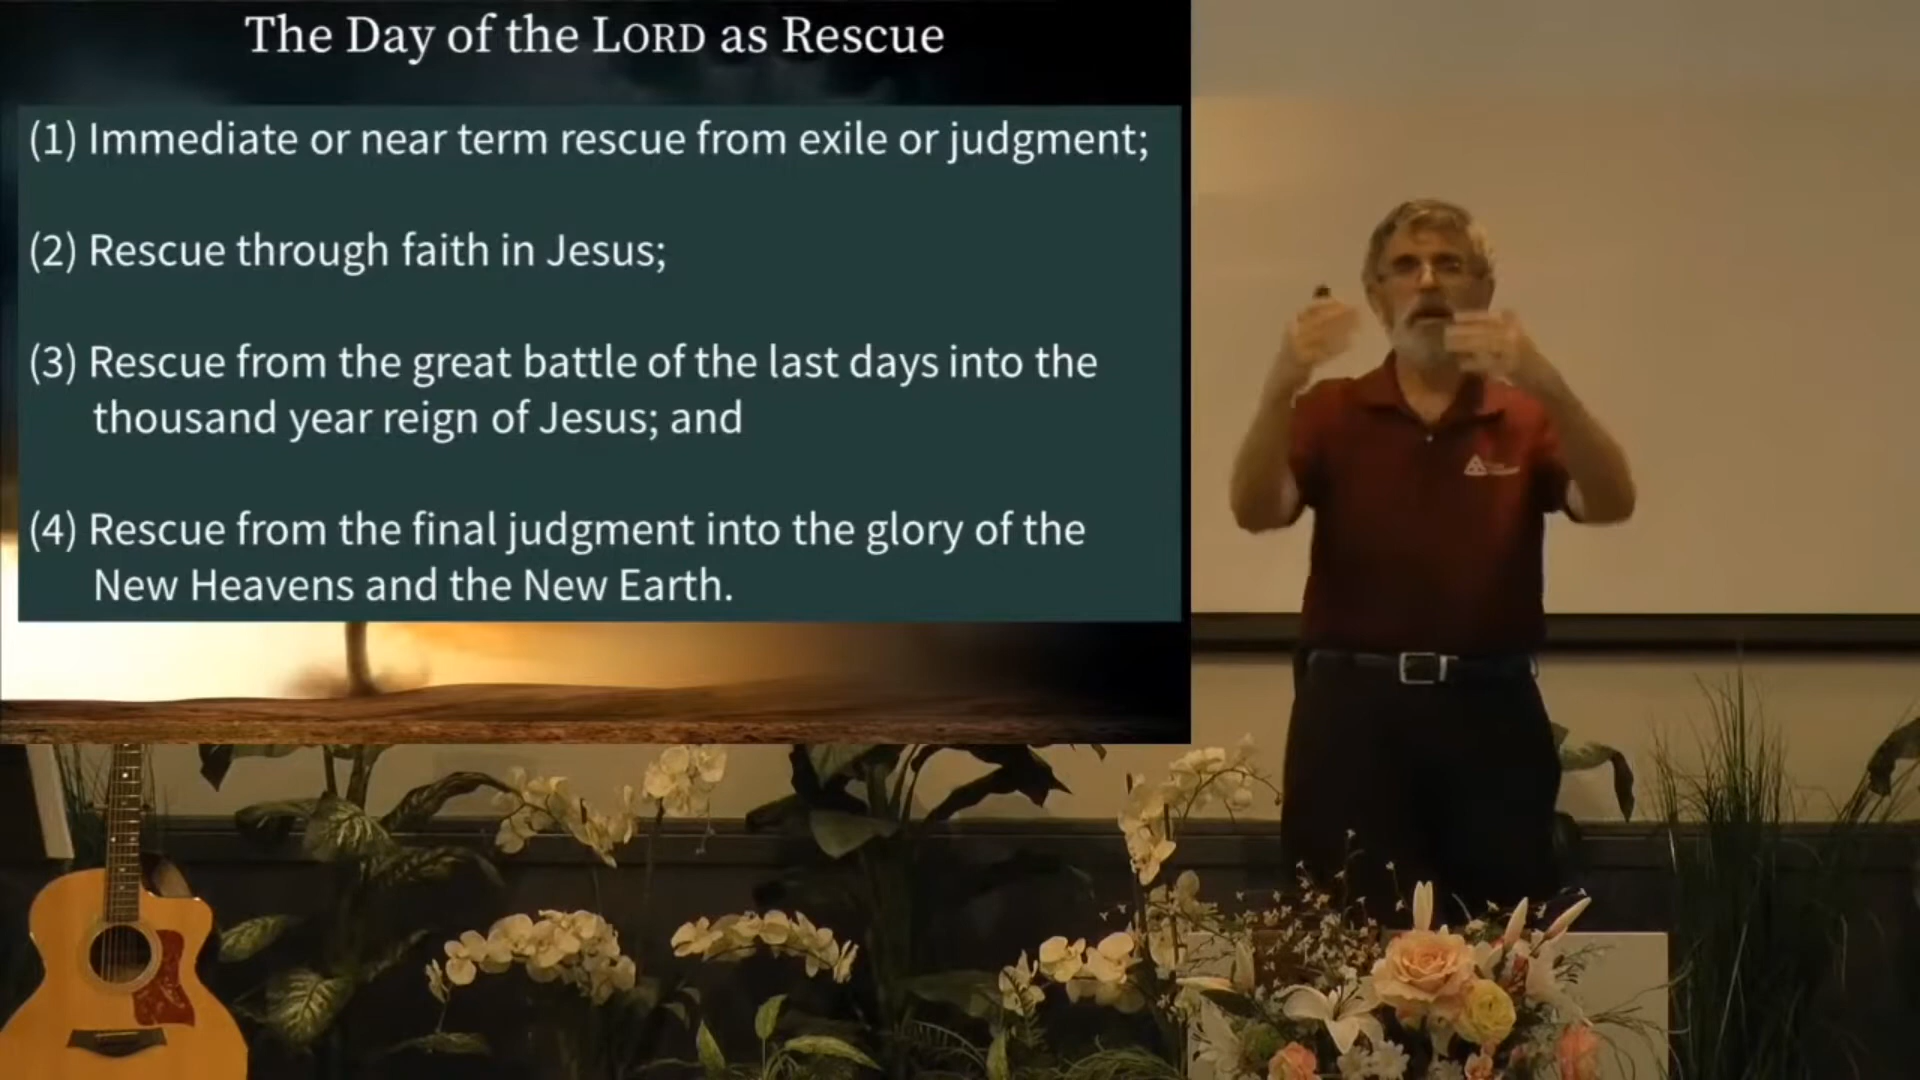 The Day of the LORD as Rescue
(1) Immediate or near term rescue from exile or judgment;
(2) Rescue through faith in Jesus;
(3) Rescue from the great battle of the last days into the
thousand year reign of Jesus; and
(4) Rescue from the final judgment into the glory of the
New Heavens and the New Earth.